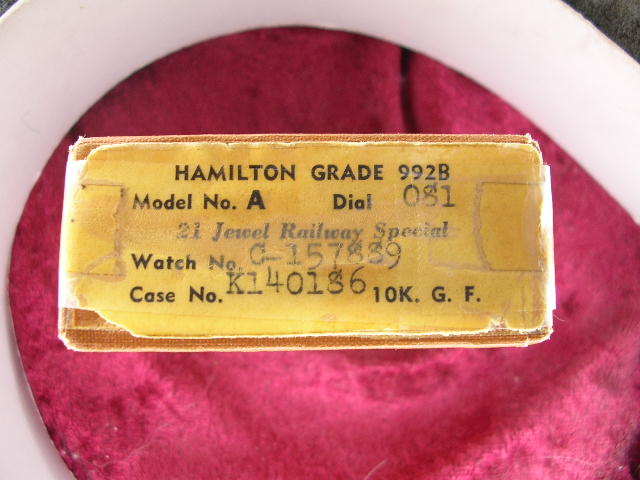 HAMILTON GRADE 992B
Model No. A Dial 081
21 Jewel Railway Special
Watch No. C-157889
Case No. K140186 10K. G. F.